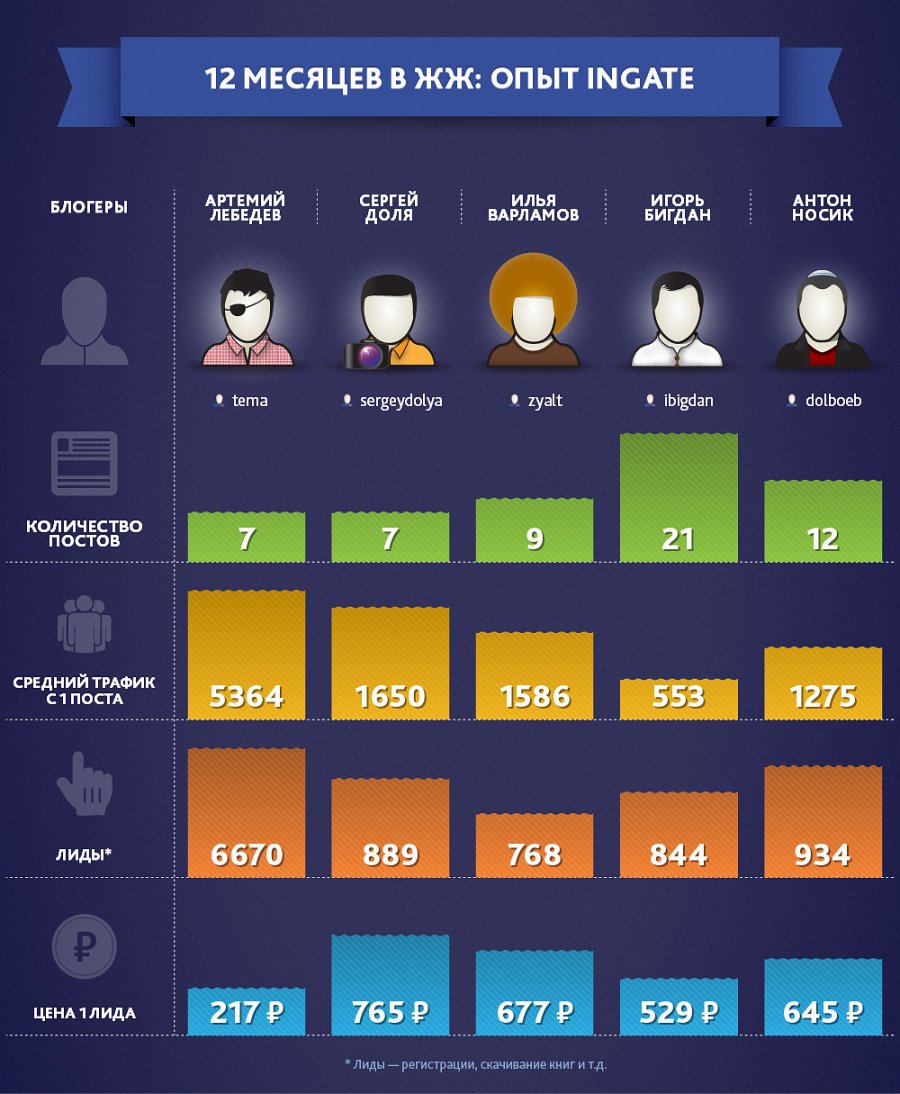 12 МЕСЯЦЕВ В ЖЖ: ОПЫТ INGATE
БЛОГЕРЫ
АРТЕМИЙ
ЛЕБЕДЕВ
СЕРГЕЙ
ДОЛЯ
ИЛЬЯ
ВАРЛАМОВ
ИГОРЬ
БИГДАН
АНТОН
НОСИК
tema
sergeydolya
zyalt
ibigdan
dolboeb
КОЛИЧЕСТВО
ПОСТОВ
7
7
9
21
12
СРЕДНИЙ ТРАФИК
С 1 ПОСТА
5364
1650
1586
553
1275
ЛИДЫ*
6670
889
768
844
934
₽
ЦЕНА 1 ЛИДА
217 ₽
765 ₽
677 ₽
529 ₽
645 ₽
* Лиды — регистрации, скачивание книг и т.д.